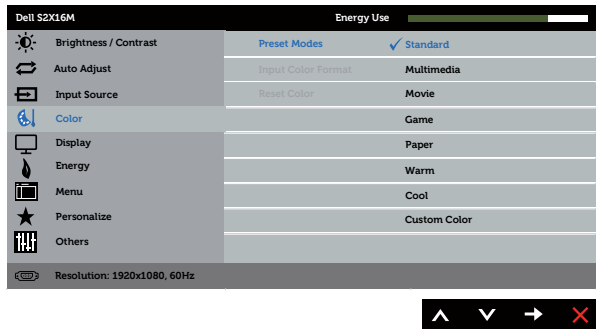 Dell S2X16M Energy Use
Brightness / Contrast Preset Modes Standard
Auto Adjust Input Color Format Multimedia
Input Source Reset Color Movie
Color Game
Display Paper
Energy Warm
Menu Cool
Personalize Custom Color
Others
Resolution: 1920x1080, 60Hz